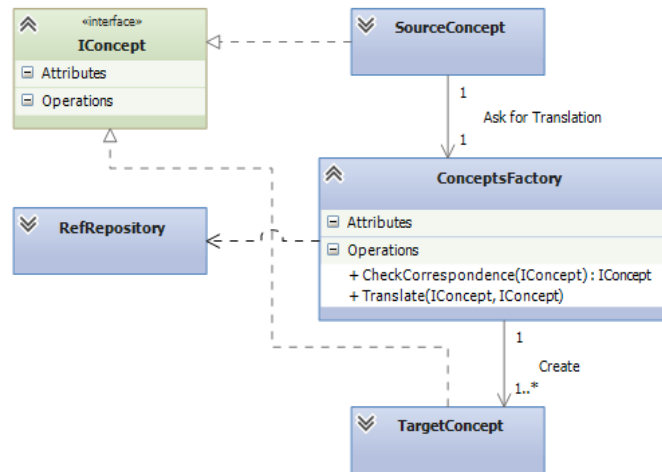 «interface»
IConcept
Attributes
Operations
SourceConcept
1
Ask for Translation
1
ConceptsFactory
Attributes
Operations
+ CheckCorrespondence(IConcept) : IConcept
+ Translate(IConcept, IConcept)
RefRepository
1
Create
1..*
TargetConcept